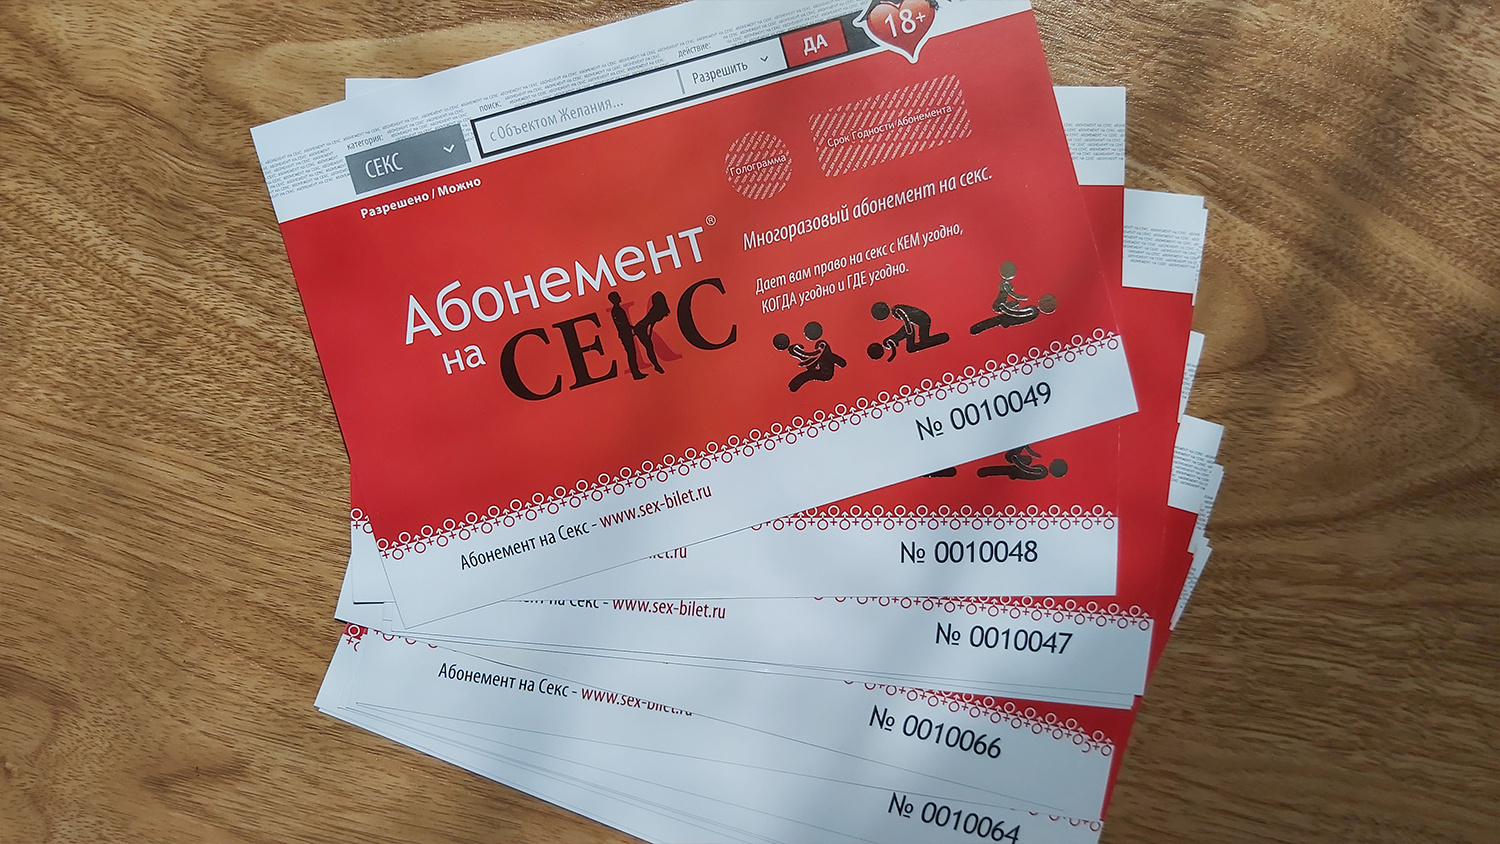 18+
категория:
поиск:
действие:
СЕКС
с Объектом Желания...
Разрешить
ДА
Разрешено / Можно
Голограмма
Срок Годности Абонемента
Абонемент®
на СЕКС
Многоразовый абонемент на секс.
Дает вам право на секс с КЕМ угодно,
КОГДА угодно и ГДЕ угодно.
№ 0010049
Абонемент на Секс - www.sex-bilet.ru
№ 0010048
на Секс - www.sex-bilet.ru
№ 0010047
Абонемент на Секс - www.sex-bilet.ru
№ 0010066
№ 0010064